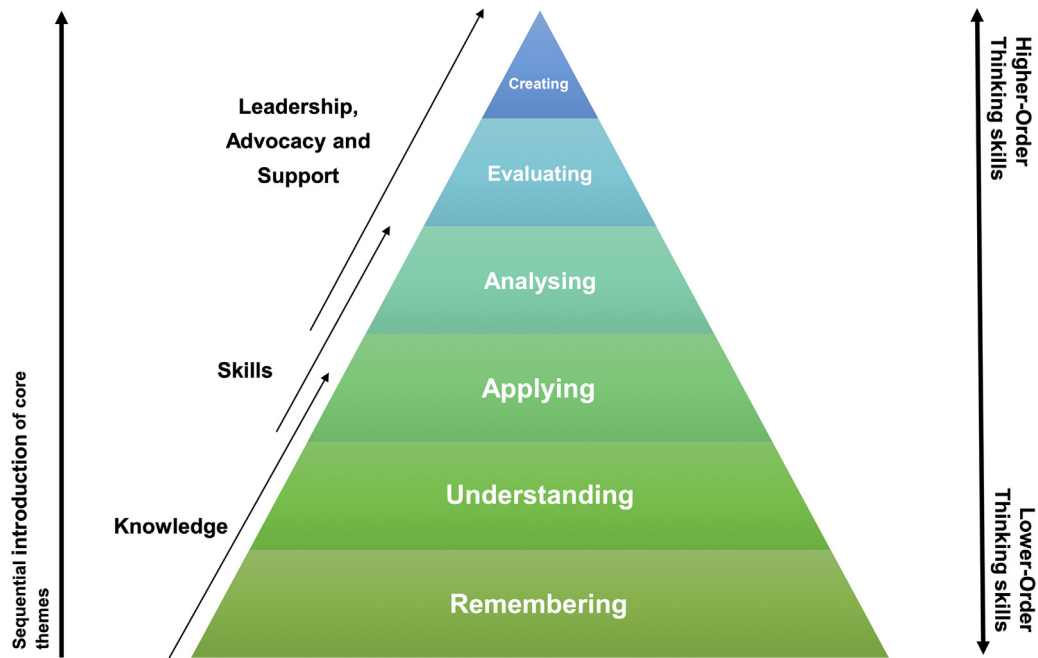 Creating
Evaluating
Analysing
Applying
Understanding
Remembering
Leadership,
Advocacy and
Support
Skills
Knowledge
Sequential introduction of core
themes
Higher-Order
Thinking skills
Lower-Order
Thinking skills